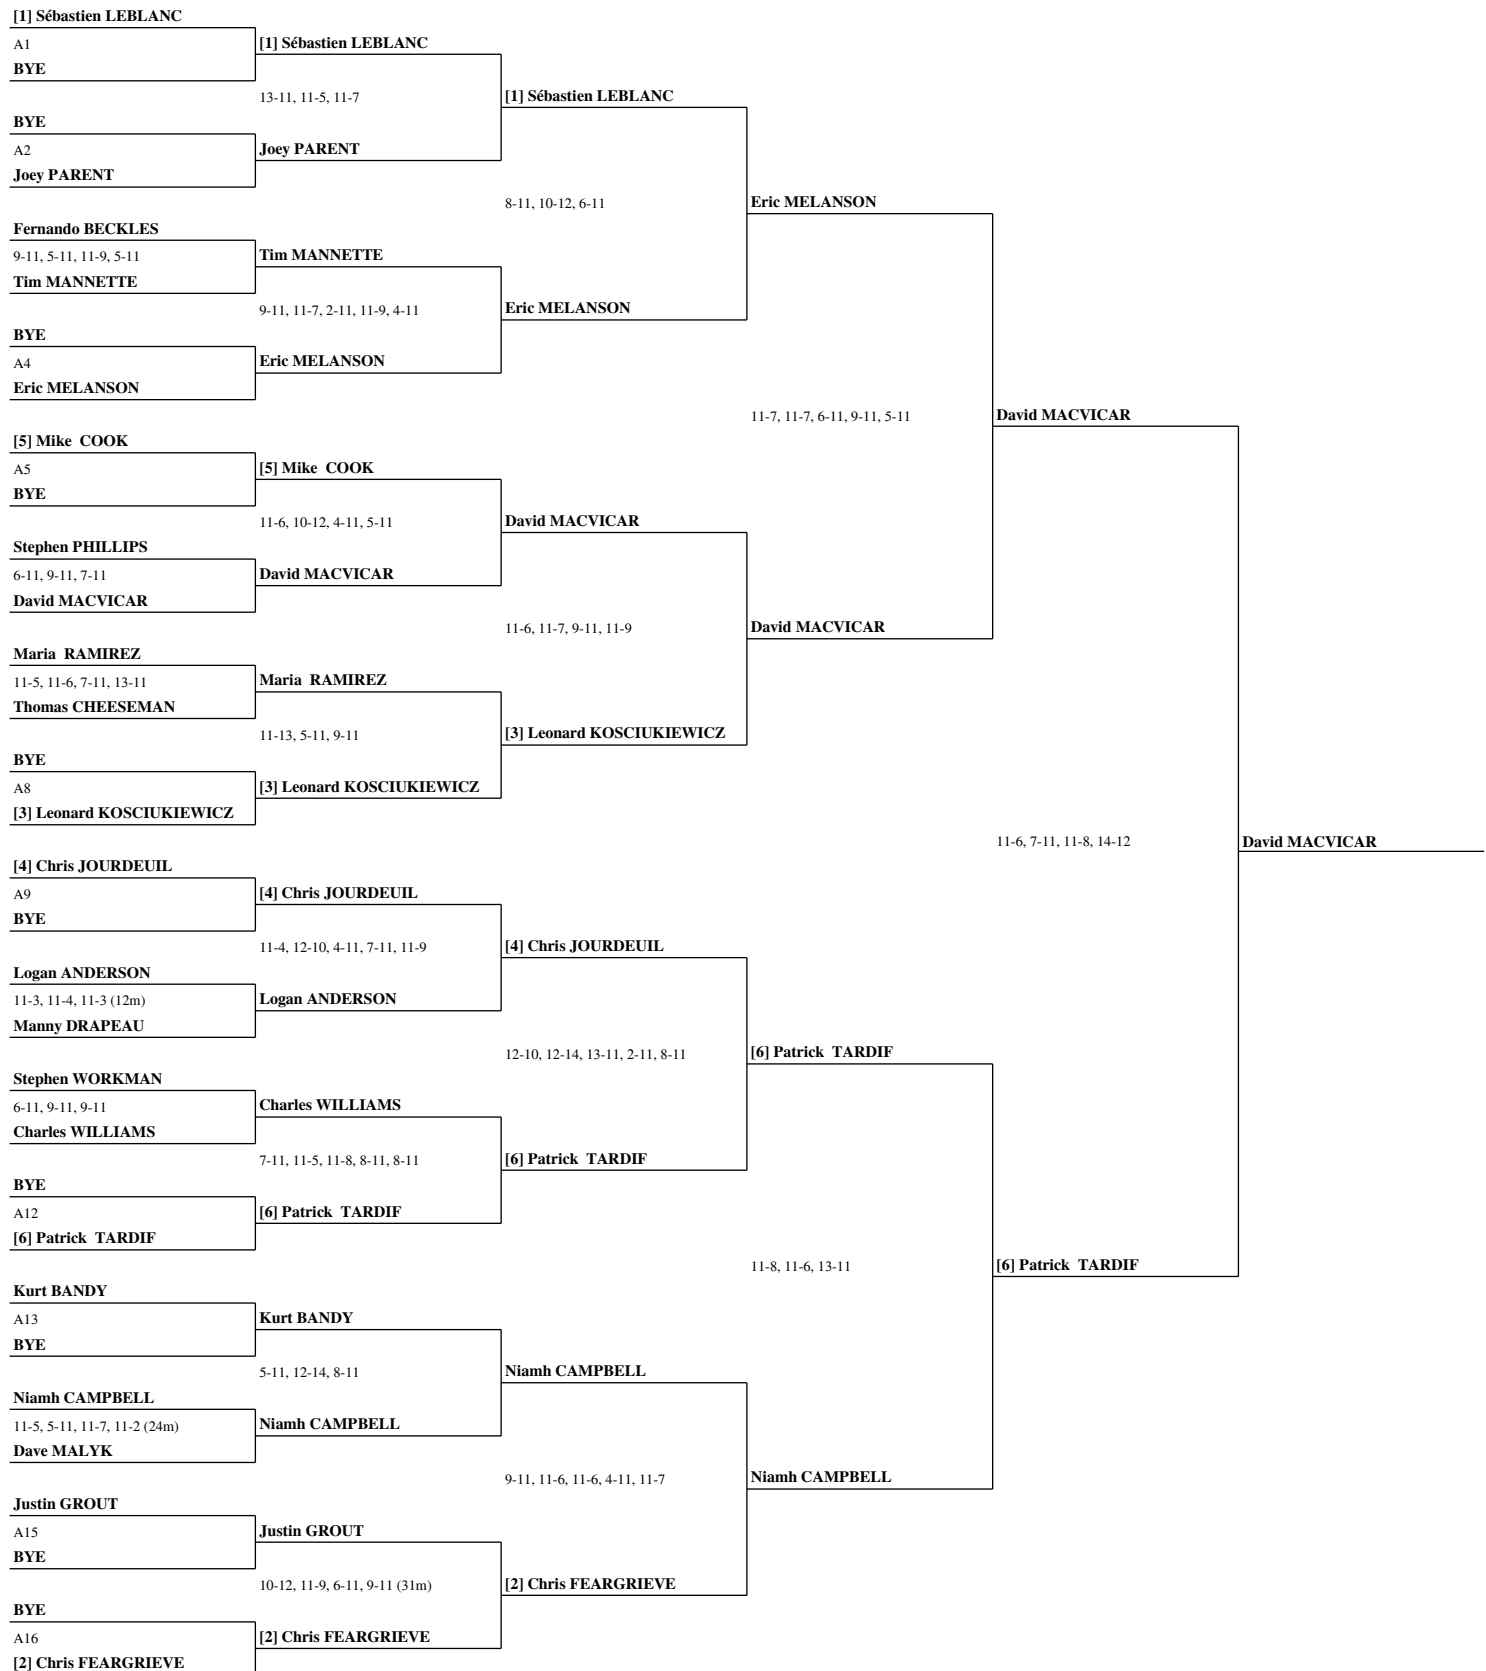 [1] Sébastien LEBLANC
A1
BYE
BYE
A2
Joey PARENT
Fernando BECKLES
9-11, 5-11, 11-9, 5-11
Tim MANNETTE
BYE
A4
Eric MELANSON
[5] Mike COOK
A5
BYE
Stephen PHILLIPS
6-11, 9-11, 7-11
David MACVICAR
Maria RAMIREZ
11-5, 11-6, 7-11, 13-11
Thomas CHEESEMAN
BYE
A8
[3] Leonard KOSCIUKIEWICZ
[4] Chris JOURDEUIL
A9
BYE
Logan ANDERSON
11-3, 11-4, 11-3 (12m)
Manny DRAPEAU
Stephen WORKMAN
6-11, 9-11, 9-11
Charles WILLIAMS
BYE
A12
[6] Patrick TARDIF
Kurt BANDY
A13
BYE
Niamh CAMPBELL
11-5, 5-11, 11-7, 11-2 (24m)
Dave MALYK
Justin GROUT
A15
BYE
BYE
A16
[2] Chris FEARGRIEVE
[1] Sébastien LEBLANC
13-11, 11-5, 11-7
Joey PARENT
Tim MANNETTE
9-11, 11-7, 2-11, 11-9, 4-11
Eric MELANSON
[5] Mike COOK
11-6, 10-12, 4-11, 5-11
David MACVICAR
Maria RAMIREZ
11-13, 5-11, 9-11
[3] Leonard KOSCIUKIEWICZ
[4] Chris JOURDEUIL
11-4, 12-10, 4-11, 7-11, 11-9
Logan ANDERSON
Charles WILLIAMS
7-11, 11-5, 11-8, 8-11, 8-11
[6] Patrick TARDIF
Kurt BANDY
5-11, 12-14, 8-11
Niamh CAMPBELL
Justin GROUT
10-12, 11-9, 6-11, 9-11 (31m)
[2] Chris FEARGRIEVE
[1] Sébastien LEBLANC
8-11, 10-12, 6-11
Eric MELANSON
David MACVICAR
11-6, 11-7, 9-11, 11-9
[3] Leonard KOSCIUKIEWICZ
[4] Chris JOURDEUIL
12-10, 12-14, 13-11, 2-11, 8-11
[6] Patrick TARDIF
Niamh CAMPBELL
9-11, 11-6, 11-6, 4-11, 11-7
[2] Chris FEARGRIEVE
Eric MELANSON
11-7, 11-7, 6-11, 9-11, 5-11
David MACVICAR
[6] Patrick TARDIF
11-8, 11-6, 13-11
Niamh CAMPBELL
David MACVICAR
11-6, 7-11, 11-8, 14-12
[6] Patrick TARDIF
David MACVICAR